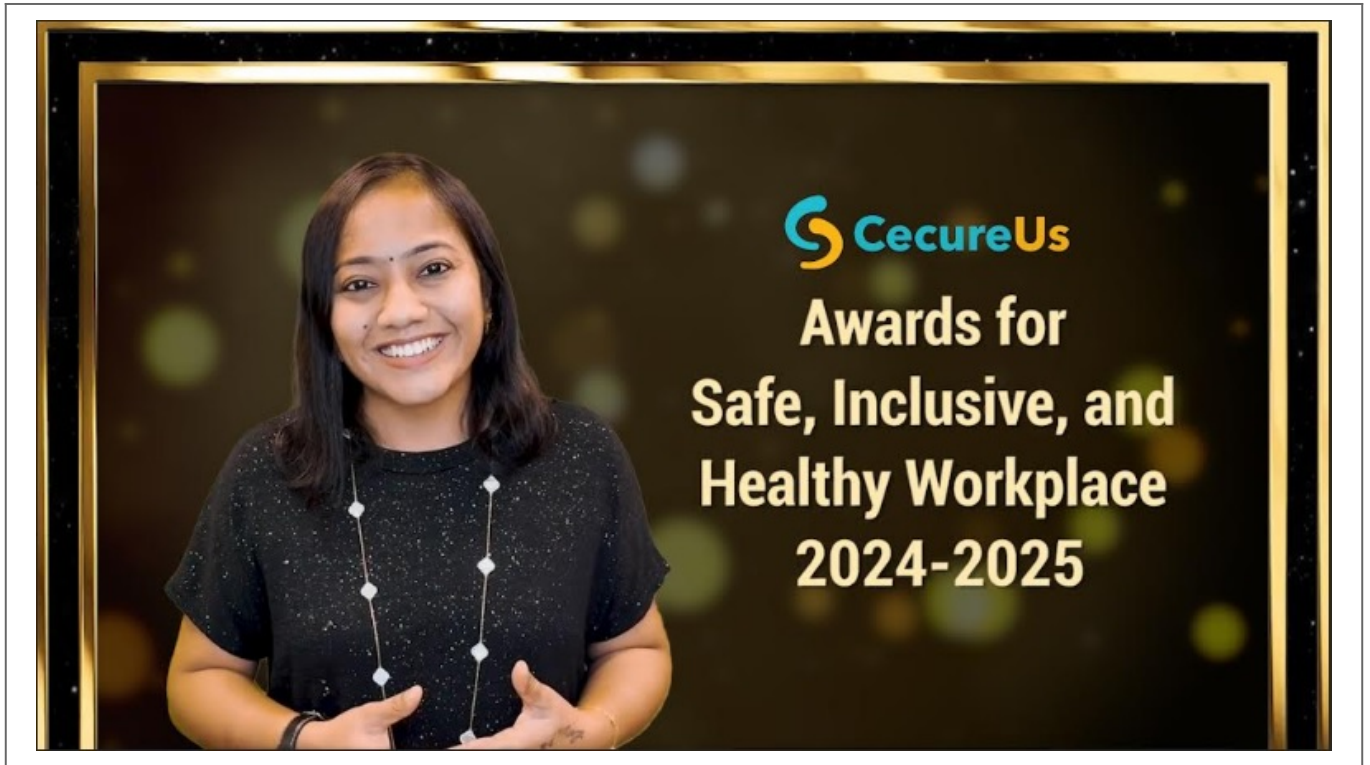 CecureUs
Awards for
Safe, Inclusive, and
Healthy Workplace
2024-2025